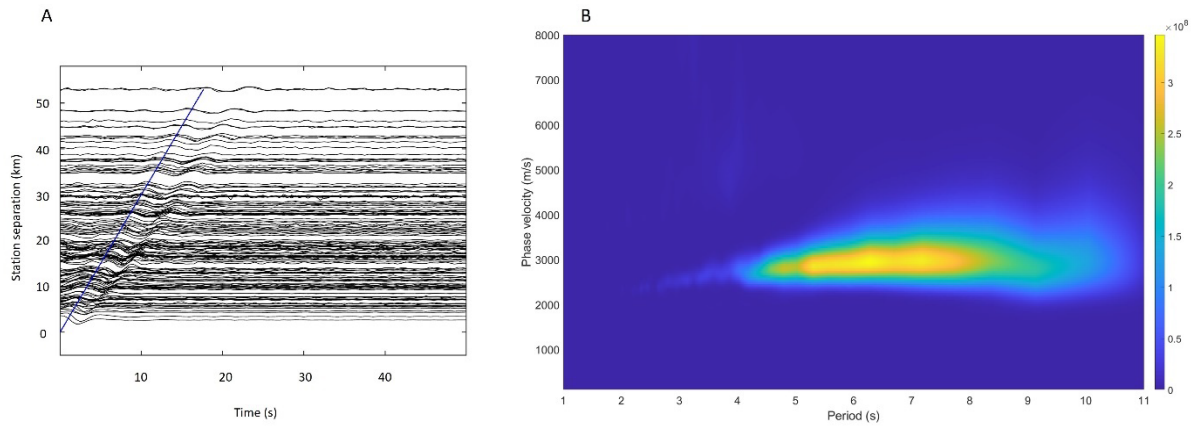 A
Station separation (km)
50
40
30
20
10
0
10 20 30 40
Time (s)
B
Phase velocity (m/s)
8000
7000
6000
5000
4000
3000
2000
1000
1 2 3 4 5 6 7 8 9 10 11
Period (s)
×10⁸
3
2.5
2
1.5
1
0.5
0